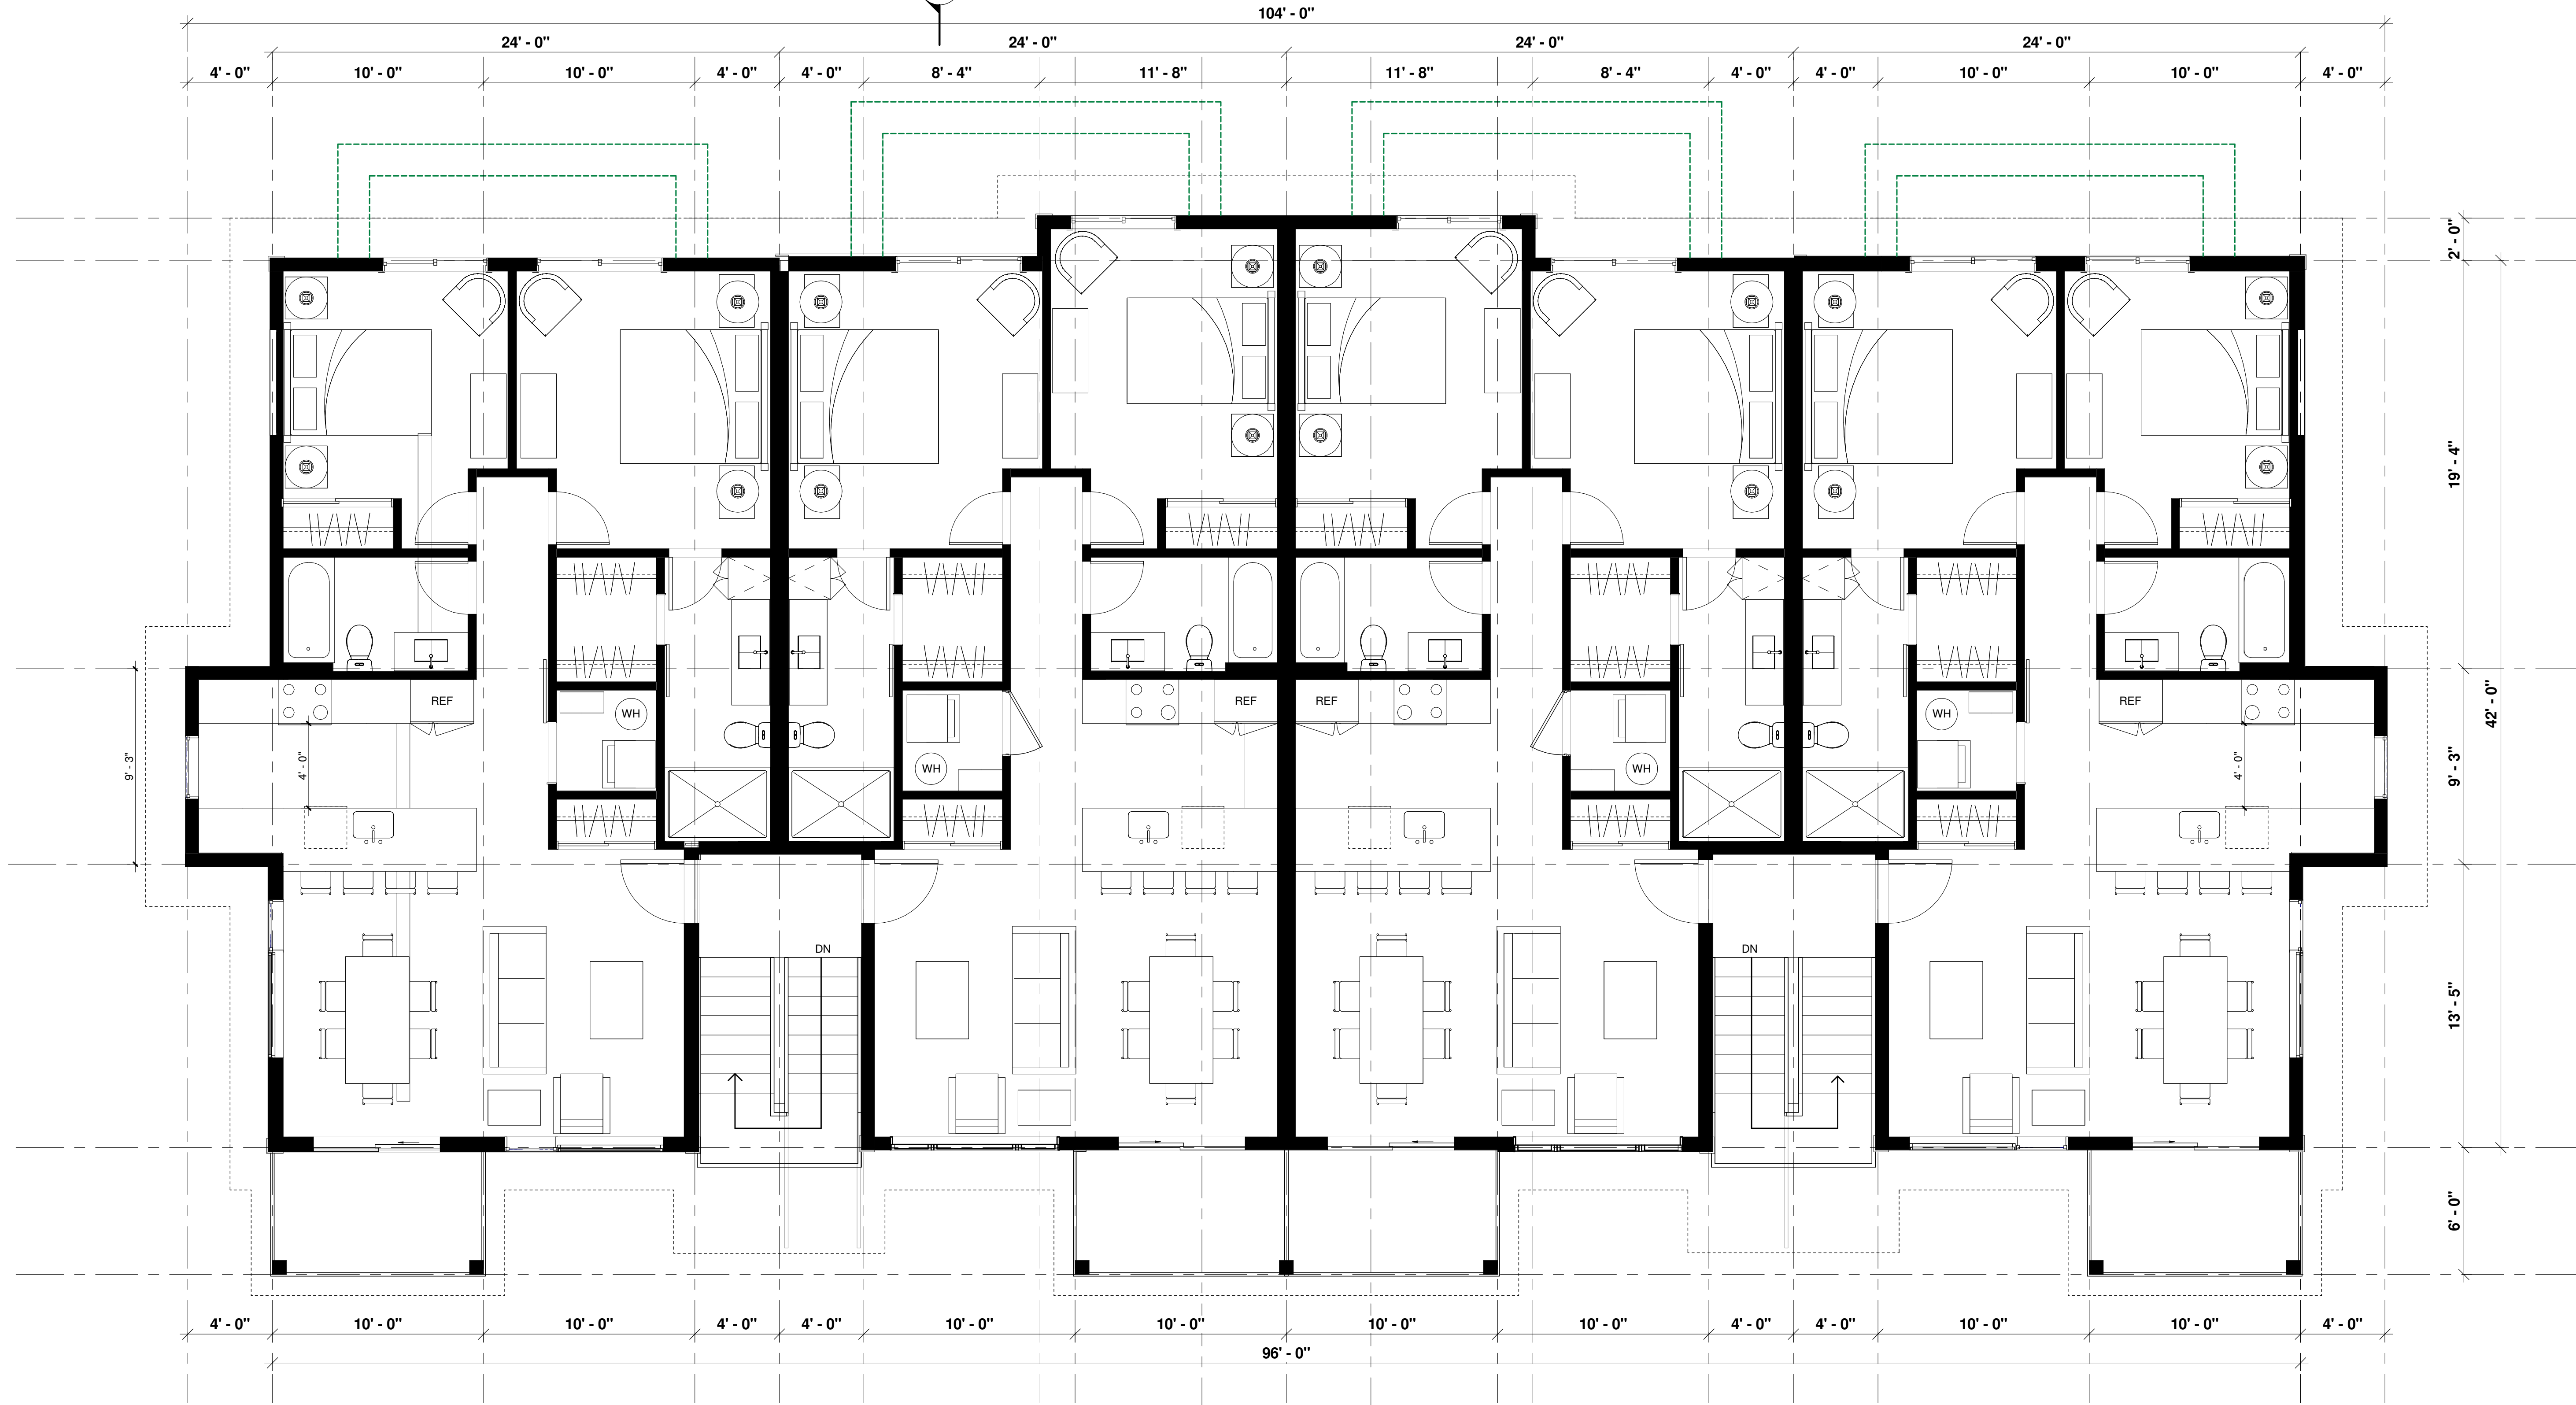 104' - 0"
24' - 0" 24' - 0" 24' - 0" 24' - 0"
4' - 0" 10' - 0" 10' - 0" 4' - 0" 4' - 0" 8' - 4" 11' - 8" 11' - 8" 8' - 4" 4' - 0" 4' - 0" 10' - 0" 10' - 0" 4' - 0"
2' - 0"
19' - 4"
REF WH REF REF WH REF
WH WH
9' - 3" 4' - 0" 4' - 0" 9' - 3" 42' - 0"
DN DN
13' - 5"
6' - 0"
4' - 0" 10' - 0" 10' - 0" 4' - 0" 4' - 0" 10' - 0" 10' - 0" 10' - 0" 10' - 0" 4' - 0" 4' - 0" 10' - 0" 10' - 0" 4' - 0"
96' - 0"